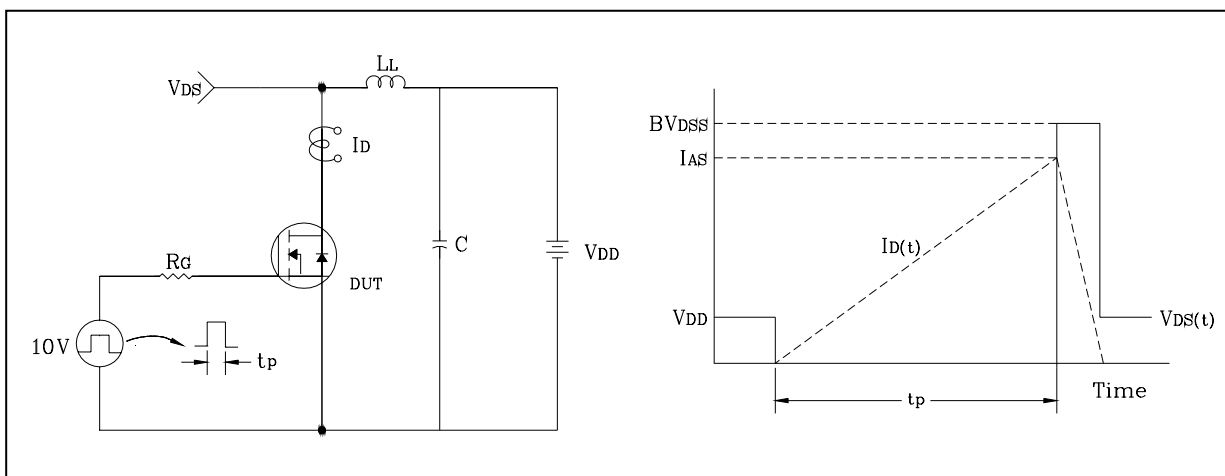 LL
VDS
ID
RG
DUT
C
VDD
10V
tp
BVDSS
IAS
ID(t)
VDD
VDS(t)
Time
tp